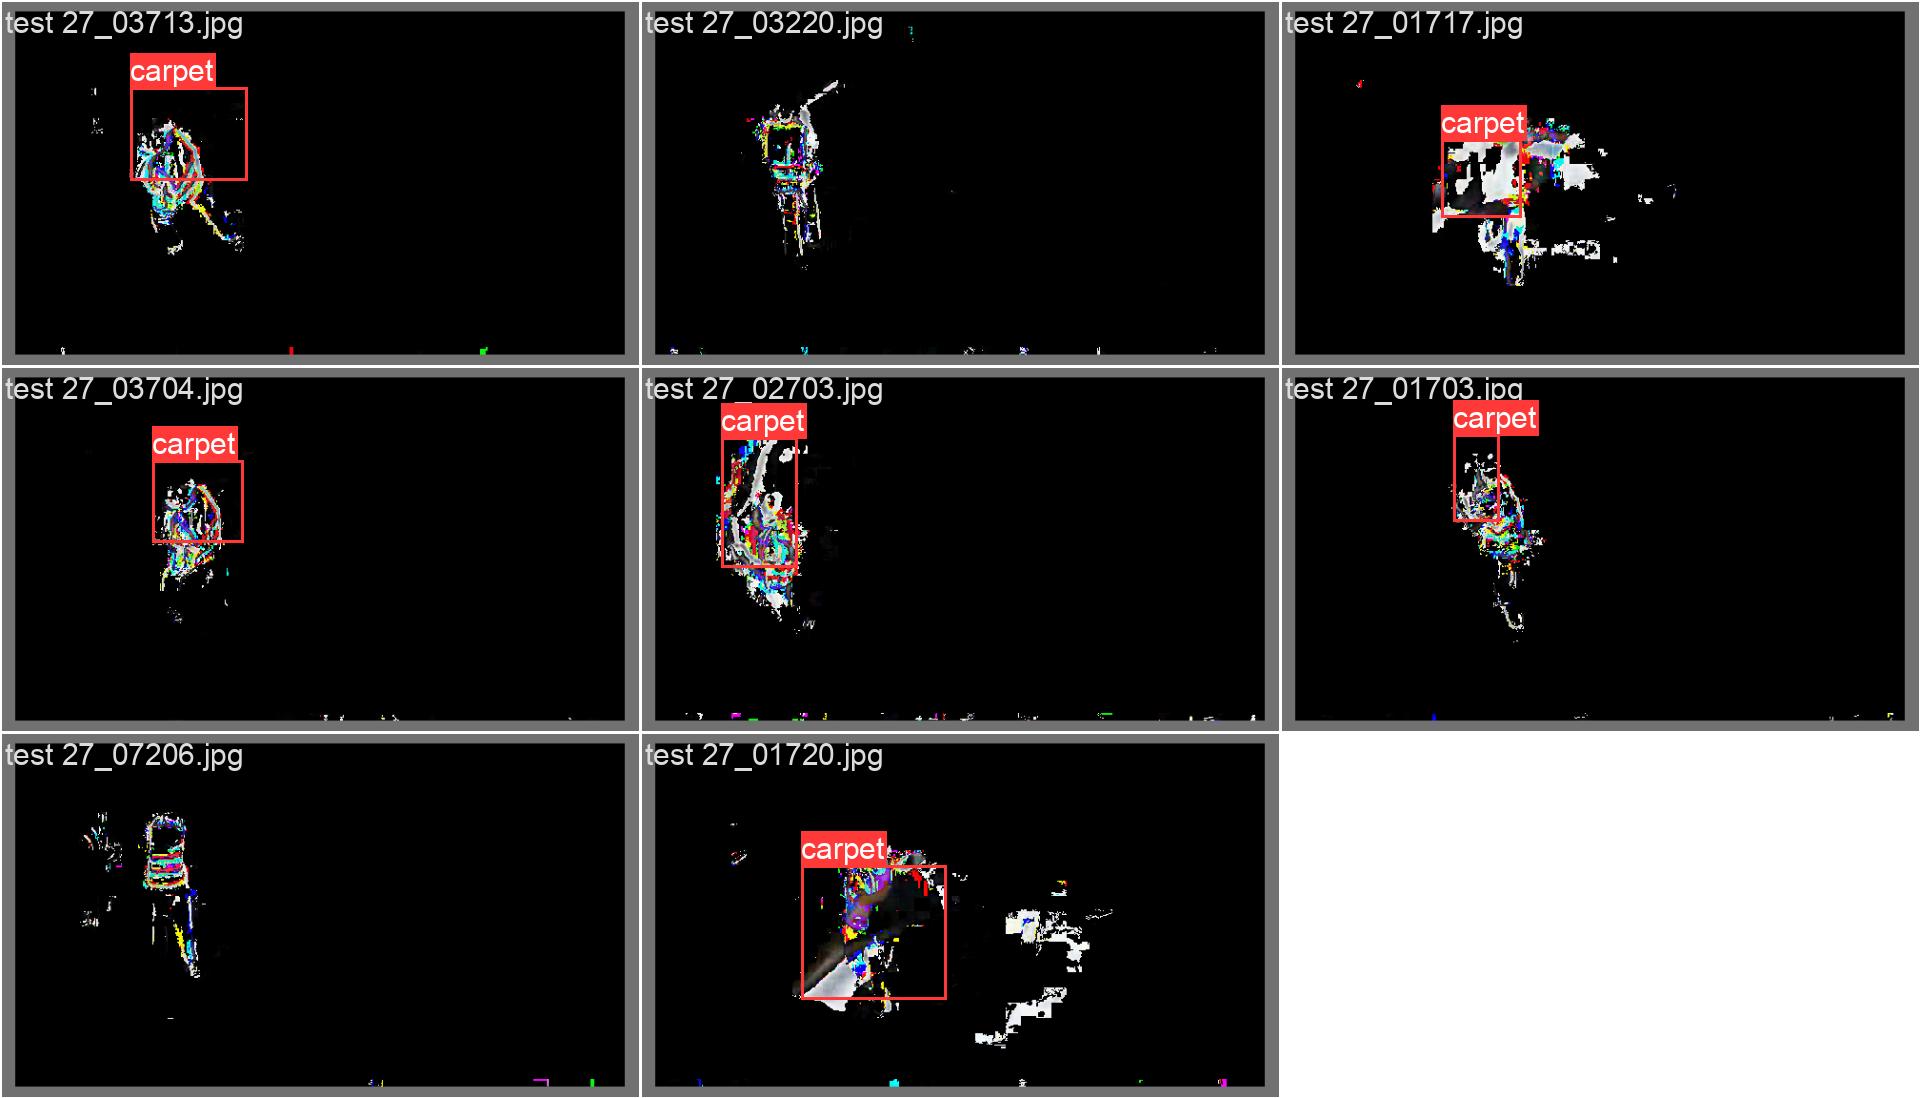 test 27_03713.jpg
carpet
test 27_03220.jpg
test 27_01717.jpg
carpet
test 27_03704.jpg
carpet
test 27_02703.jpg
carpet
test 27_01703.jpg
carpet
test 27_07206.jpg
test 27_01720.jpg
carpet